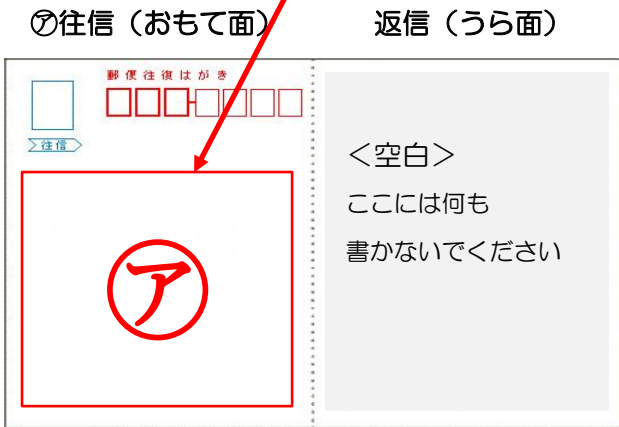 ㋐往信（おもて面）
返信（うら面）
郵便往復はがき
往信
㋐
＜空白＞
ここには何も
書かないでください